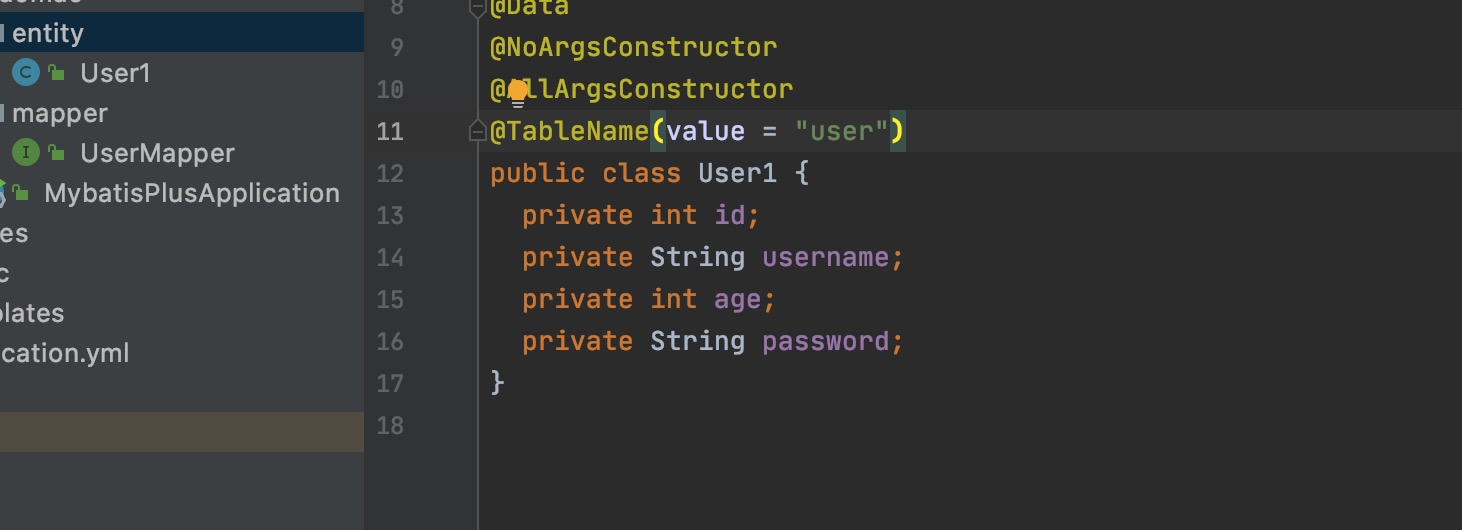 entity
C User1
mapper
I UserMapper
MybatisPlusApplication
es
c
lates
cation.yml
8 @Data
9 @NoArgsConstructor
10 @AllArgsConstructor
11 @TableName(value = "user")
12 public class User1 {
13 private int id;
14 private String username;
15 private int age;
16 private String password;
17 }
18